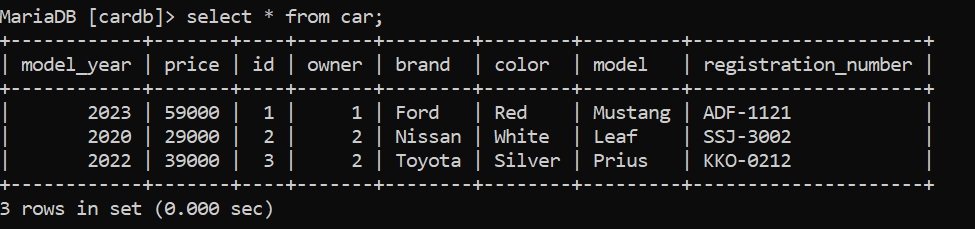 MariaDB [cardb]> select * from car;
+------------+-------+----+-------+--------+--------+---------+---------------------+
| model_year | price | id | owner | brand  | color  | model   | registration_number |
+------------+-------+----+-------+--------+--------+---------+---------------------+
|       2023 | 59000 |  1 |     1 | Ford   | Red    | Mustang | ADF-1121            |
|       2020 | 29000 |  2 |     2 | Nissan | White  | Leaf    | SSJ-3002            |
|       2022 | 39000 |  3 |     2 | Toyota | Silver | Prius   | KKO-0212            |
+------------+-------+----+-------+--------+--------+---------+---------------------+
3 rows in set (0.000 sec)